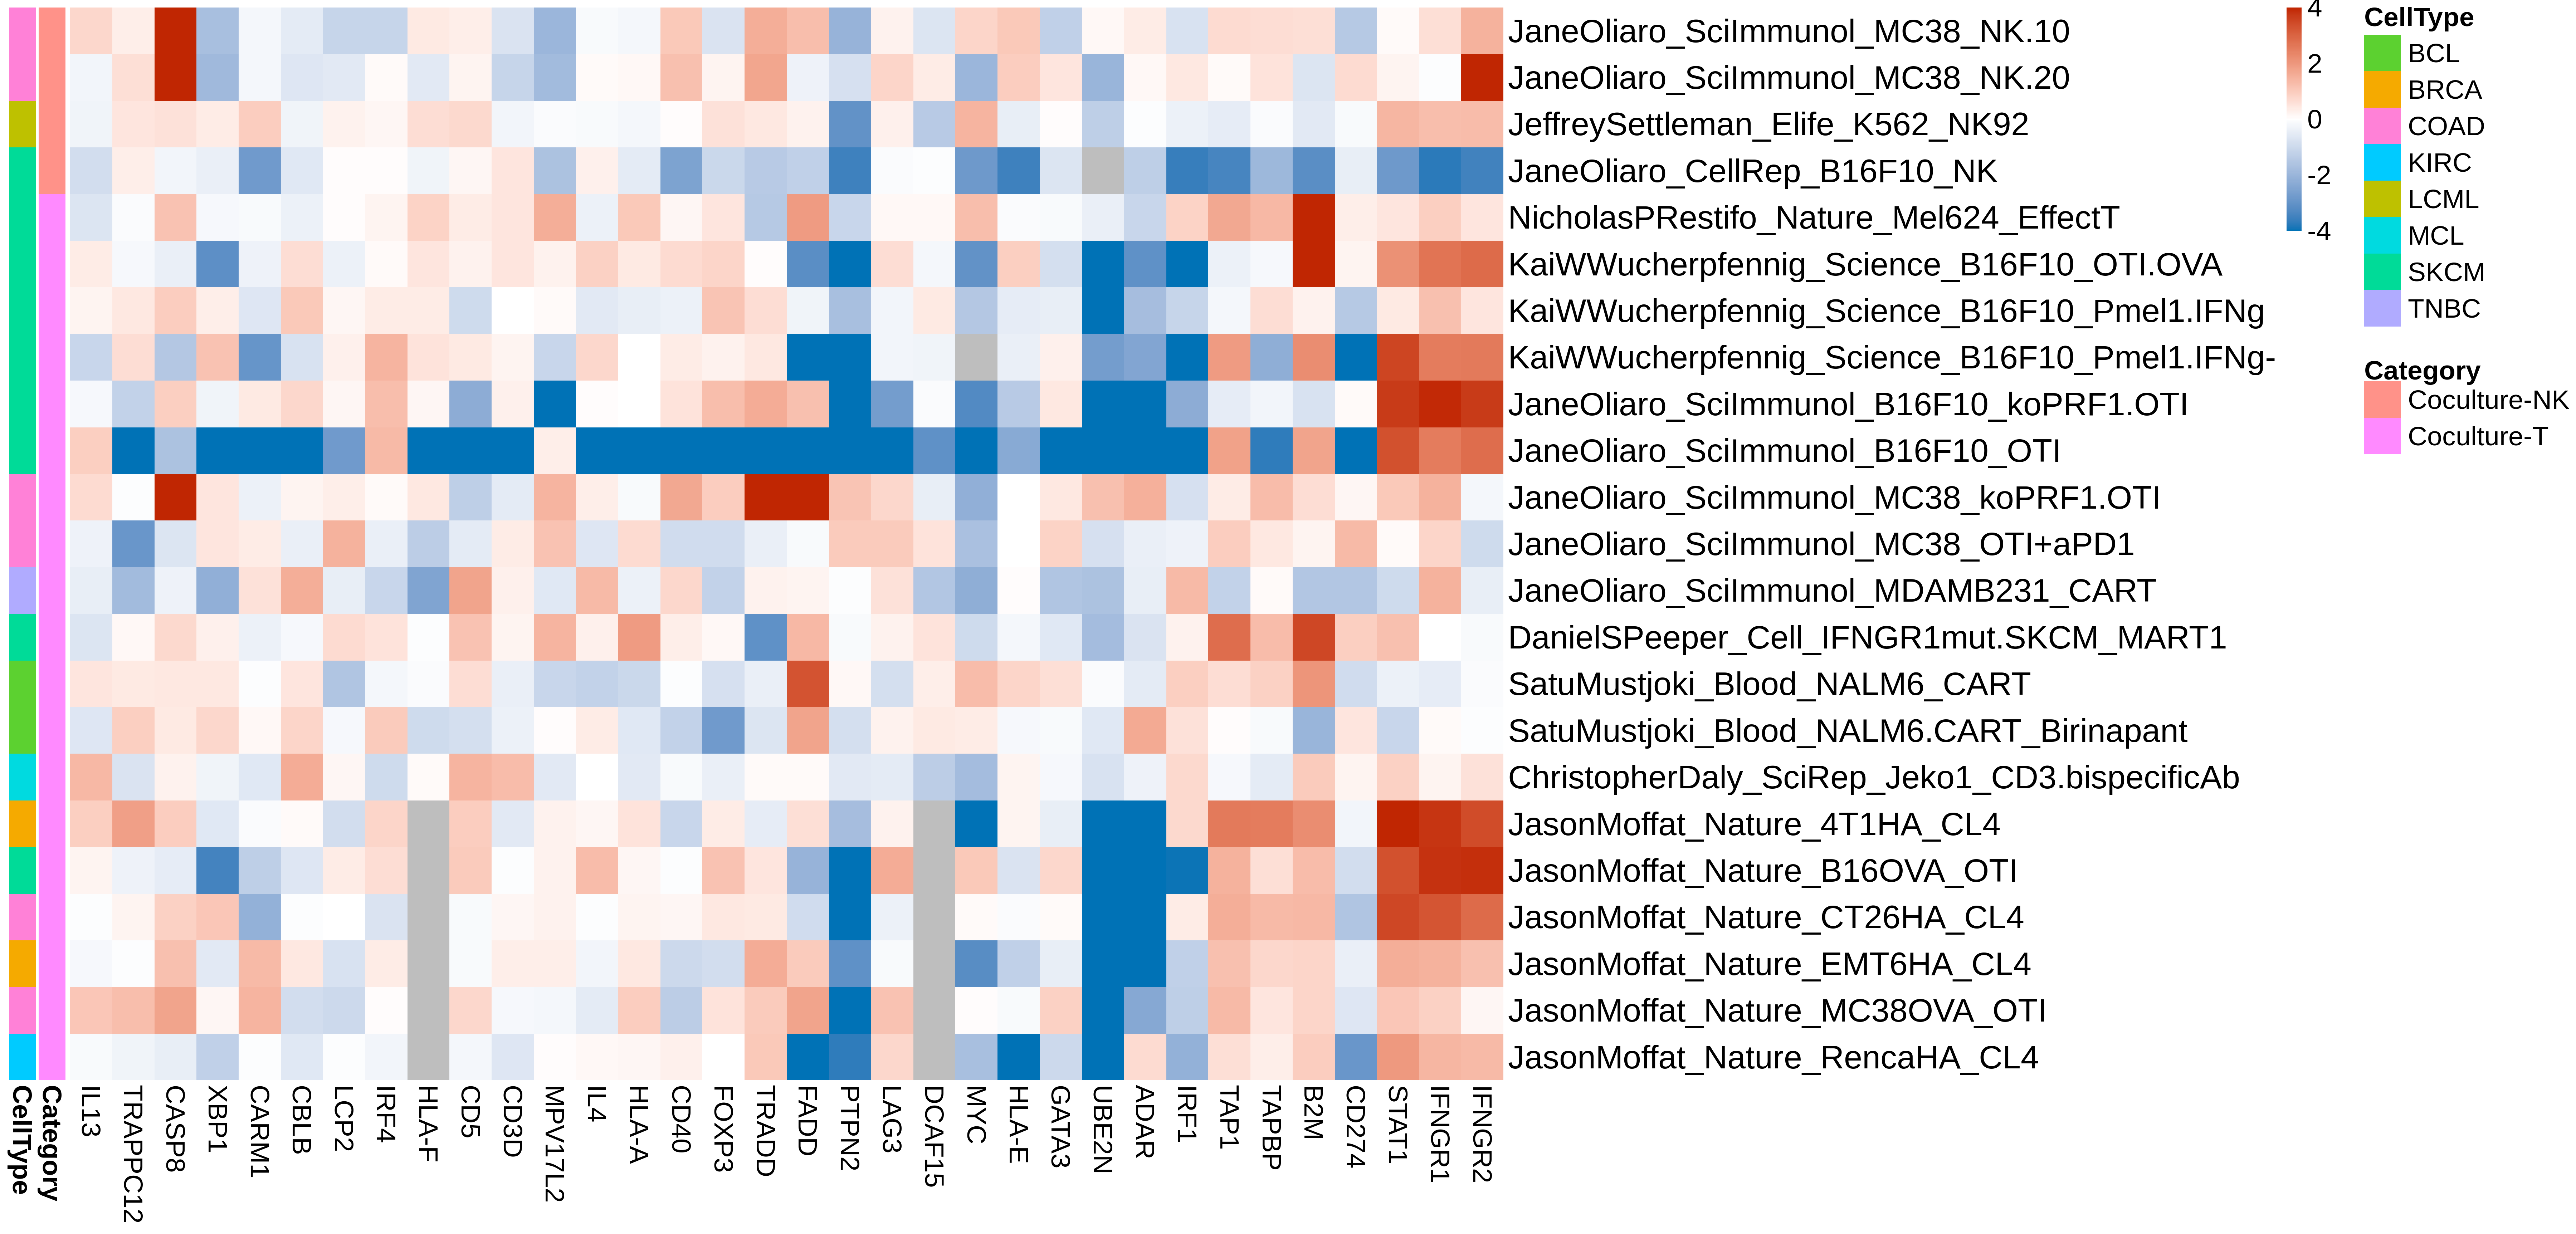 JaneOliaro_SciImmunol_MC38_NK.10
JaneOliaro_SciImmunol_MC38_NK.20
JeffreySettleman_Elife_K562_NK92
JaneOliaro_CellRep_B16F10_NK
NicholasPRestifo_Nature_Mel624_EffectT
KaiWWucherpfennig_Science_B16F10_OTI.OVA
KaiWWucherpfennig_Science_B16F10_Pmel1.IFNg
KaiWWucherpfennig_Science_B16F10_Pmel1.IFNg-
JaneOliaro_SciImmunol_B16F10_koPRF1.OTI
JaneOliaro_SciImmunol_B16F10_OTI
JaneOliaro_SciImmunol_MC38_koPRF1.OTI
JaneOliaro_SciImmunol_MC38_OTI+aPD1
JaneOliaro_SciImmunol_MDAMB231_CART
DanielSPeeper_Cell_IFNGR1mut.SKCM_MART1
SatuMustjoki_Blood_NALM6_CART
SatuMustjoki_Blood_NALM6.CART_Birinapant
ChristopherDaly_SciRep_Jeko1_CD3.bispecificAb
JasonMoffat_Nature_4T1HA_CL4
JasonMoffat_Nature_B16OVA_OTI
JasonMoffat_Nature_CT26HA_CL4
JasonMoffat_Nature_EMT6HA_CL4
JasonMoffat_Nature_MC38OVA_OTI
JasonMoffat_Nature_RencaHA_CL4
CellType
Category
IL13
TRAPPC12
CASP8
XBP1
CARM1
CBLB
LCP2
IRF4
HLA-F
CD5
CD3D
MPV17L2
IL4
HLA-A
CD40
FOXP3
TRADD
FADD
PTPN2
LAG3
DCAF15
MYC
HLA-E
GATA3
UBE2N
ADAR
IRF1
TAP1
TAPBP
B2M
CD274
STAT1
IFNGR1
IFNGR2
4
2
0
-2
-4
CellType
BCL
BRCA
COAD
KIRC
LCML
MCL
SKCM
TNBC
Category
Coculture-NK
Coculture-T